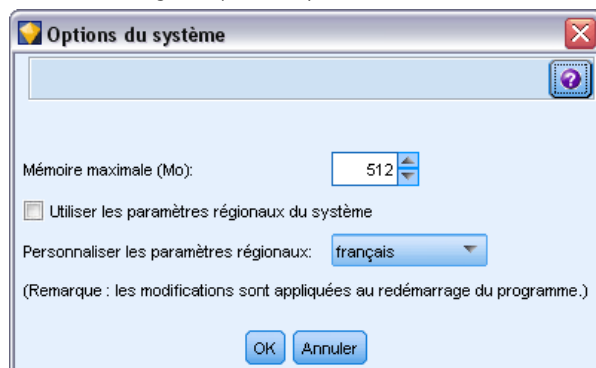 Options du système
Mémoire maximale (Mo):
512
Utiliser les paramètres régionaux du système
Personnaliser les paramètres régionaux:
français
(Remarque : les modifications sont appliquées au redémarrage du programme.)
OK
Annuler